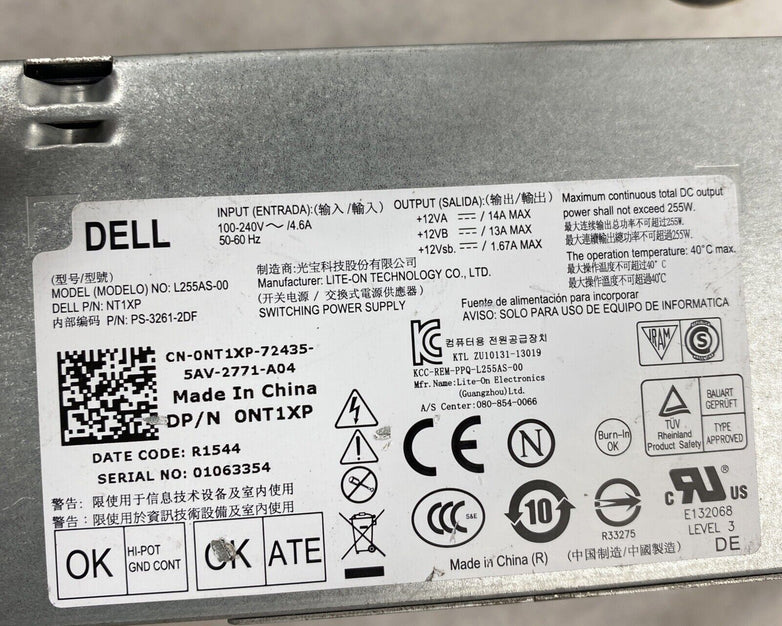 DELL
INPUT (ENTRADA):(输入 /輸入)
100-240V /4.6A
50-60 Hz
OUTPUT (SALIDA):(输出/輸出)
+12VA / 14A MAX
+12VB / 13A MAX
+12Vsb. / 1.67A MAX
Maximum continuous total DC output
power shall not exceed 255W.
最大连续输出总功率不可超过255W.
最大連續輸出總功率不可超過255W.
The operation temperature: 40°C max.
最大操作温度不可超过40°C
最大操作溫度不可超過40°C
(型号/型號)
MODEL (MODELO) NO: L255AS-00
DELL P/N: NT1XP
内部编码 P/N: PS-3261-2DF
制造商:光宝科技股份有限公司
Manufacturer: LITE-ON TECHNOLOGY CO., LTD.
(开关电源 / 交換式電源供應器)
SWITCHING POWER SUPPLY
Fuente de alimentación para incorporar
AVISO: SOLO PARA USO DE EQUIPO DE INFORMATICA
CN-0NT1XP-72435-
5AV-2771-A04
Made In China
DP/N 0NT1XP
DATE CODE: R1544
SERIAL NO: 01063354
컴퓨터용 전원공급장치
KTL ZU10131-13019
KCC-REM-PPQ-L255AS-00
Mfr.Name:Lite-On Electronics
(Guangzhou)Ltd.
A/S Center:080-854-0066
IRAM
S
TÜV
Rheinland
Product Safety
BAUART
GEPRÜFT
TYPE
APPROVED
警告: 限使用于信息技术设备及室内使用
警告: 限使用於資訊技術設備及室內使用
OK
HI-POT
GND CONT
OK
ATE
CE
N
Burn-In
OK
CCC
S&E
10
R33275
c RU ® US
E132068
LEVEL 3
DE
Made in China (R)
(中国制造/中國製造)